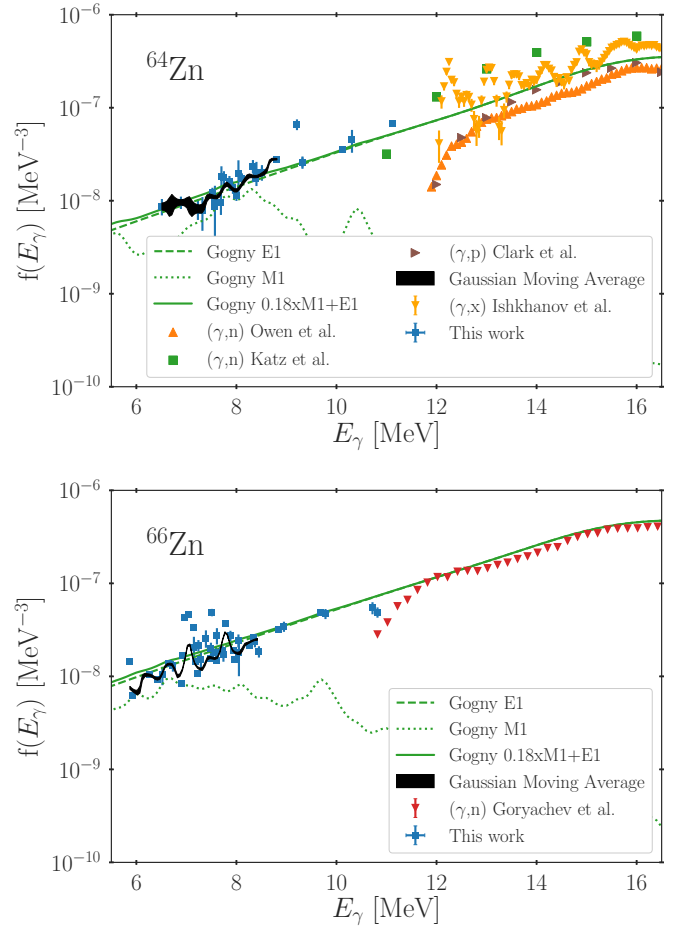 10⁻⁶
10⁻⁷
10⁻⁸
10⁻⁹
10⁻¹⁰
f(Eγ) [MeV⁻³]
⁶⁴Zn
Gogny E1
Gogny M1
Gogny 0.18xM1+E1
(γ,n) Owen et al.
(γ,n) Katz et al.
(γ,p) Clark et al.
Gaussian Moving Average
(γ,x) Ishkhanov et al.
This work
6 8 10 12 14 16
Eγ [MeV]
10⁻⁶
10⁻⁷
10⁻⁸
10⁻⁹
10⁻¹⁰
f(Eγ) [MeV⁻³]
⁶⁶Zn
Gogny E1
Gogny M1
Gogny 0.18xM1+E1
Gaussian Moving Average
(γ,n) Goryachev et al.
This work
6 8 10 12 14 16
Eγ [MeV]